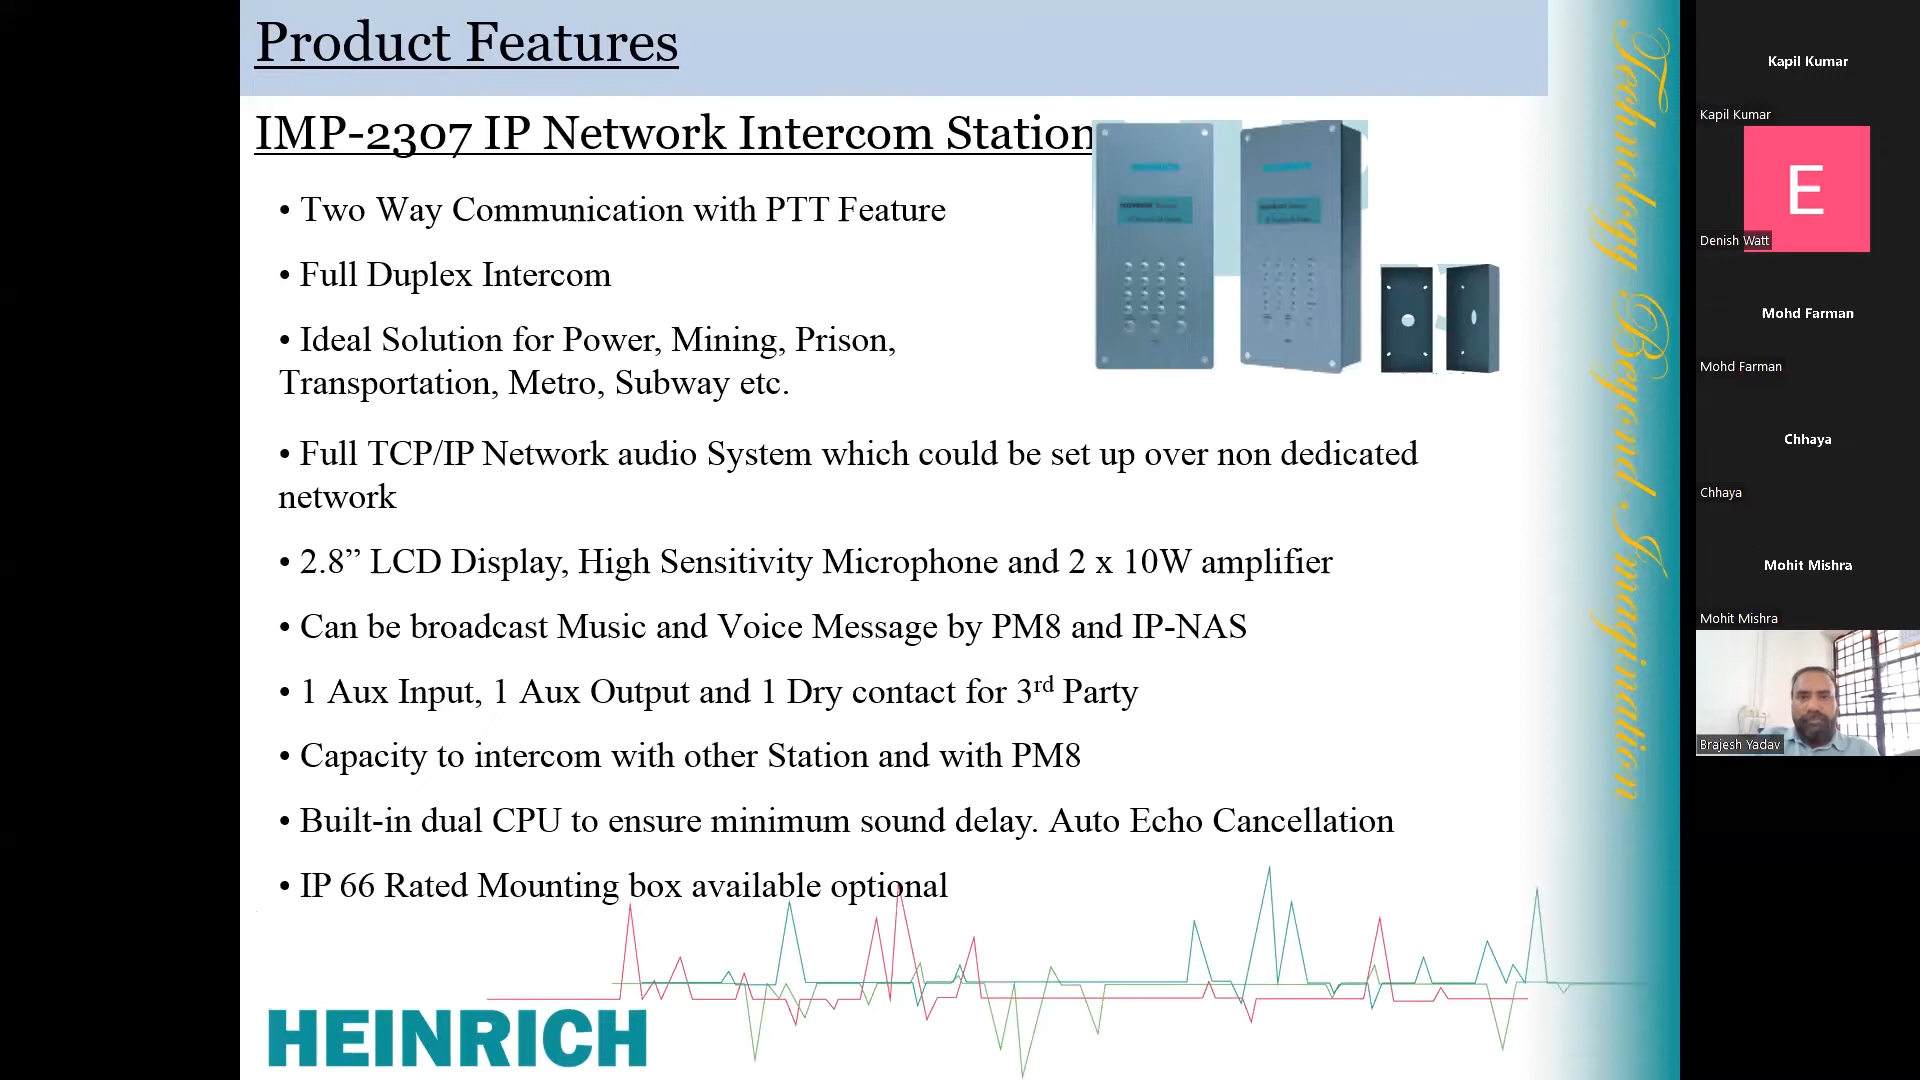 Product Features
IMP-2307 IP Network Intercom Station
• Two Way Communication with PTT Feature
• Full Duplex Intercom
• Ideal Solution for Power, Mining, Prison,
Transportation, Metro, Subway etc.
• Full TCP/IP Network audio System which could be set up over non dedicated
network
• 2.8” LCD Display, High Sensitivity Microphone and 2 x 10W amplifier
• Can be broadcast Music and Voice Message by PM8 and IP-NAS
• 1 Aux Input, 1 Aux Output and 1 Dry contact for 3rd Party
• Capacity to intercom with other Station and with PM8
• Built-in dual CPU to ensure minimum sound delay. Auto Echo Cancellation
• IP 66 Rated Mounting box available optional
HEINRICH
HEINRICH
HEINRICH
HEINRICH
HEINRICH
Technology Beyond Imagination
Kapil Kumar
Kapil Kumar
E
Denish Watt
Mohd Farman
Mohd Farman
Chhaya
Chhaya
Mohit Mishra
Mohit Mishra
Brajesh Yadav